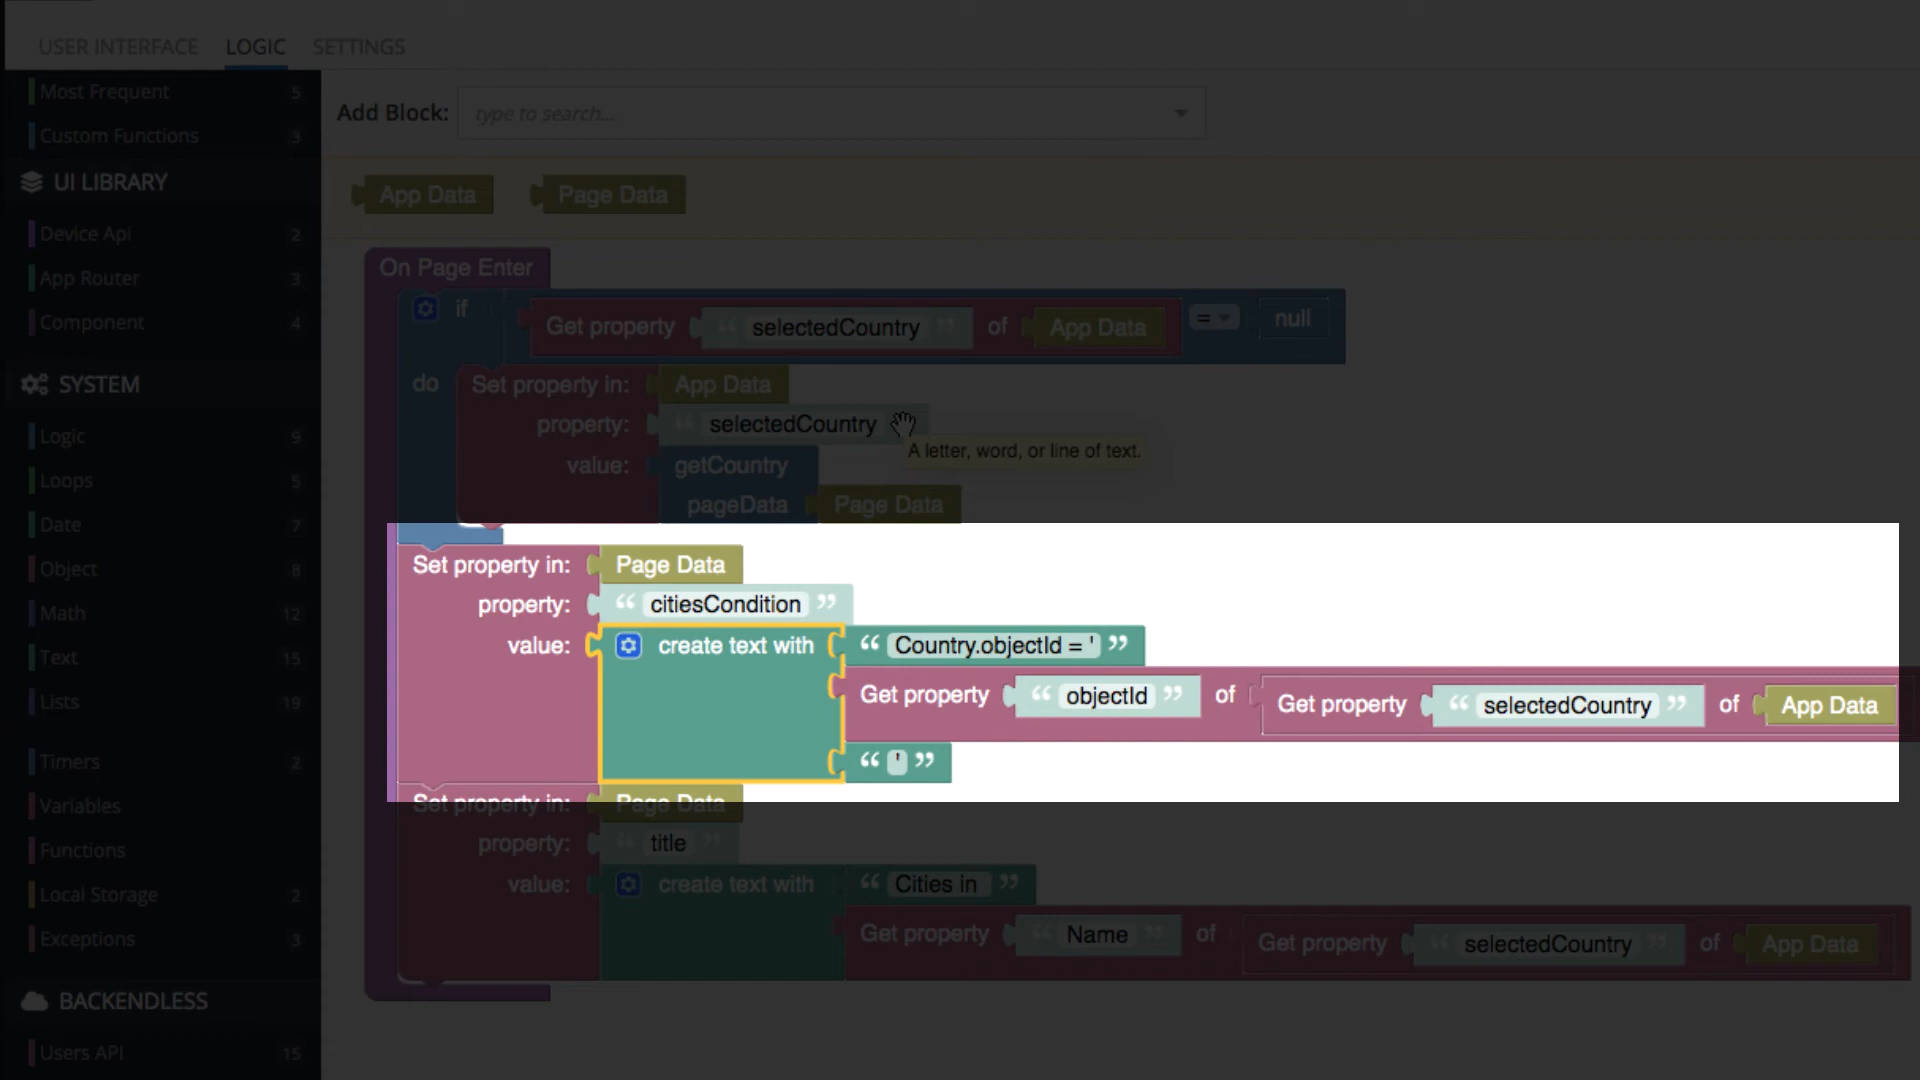 USER INTERFACE LOGIC SETTINGS
Most Frequent 5
Custom Functions 3
UI LIBRARY
Device Api 2
App Router 3
Component 4
SYSTEM
Logic 9
Loops 5
Date 7
Object 8
Math 12
Text 15
Lists 19
Timers 2
Variables
Functions
Local Storage 2
Exceptions 3
BACKENDLESS
Users API 15
Add Block: type to search...
App Data Page Data
On Page Enter
if Get property “ selectedCountry ” of App Data = null
do Set property in: App Data
property: “ selectedCountry
A letter, word, or line of text.
value: getCountry
pageData Page Data
Set property in: Page Data
property: “ citiesCondition ”
value: create text with “ Country.objectId = ' ”
Get property “ objectId ” of Get property “ selectedCountry ” of App Data
“ ' ”
Set property in: Page Data
property: “ title ”
value: create text with “ Cities in ”
Get property “ Name ” of Get property “ selectedCountry ” of App Data